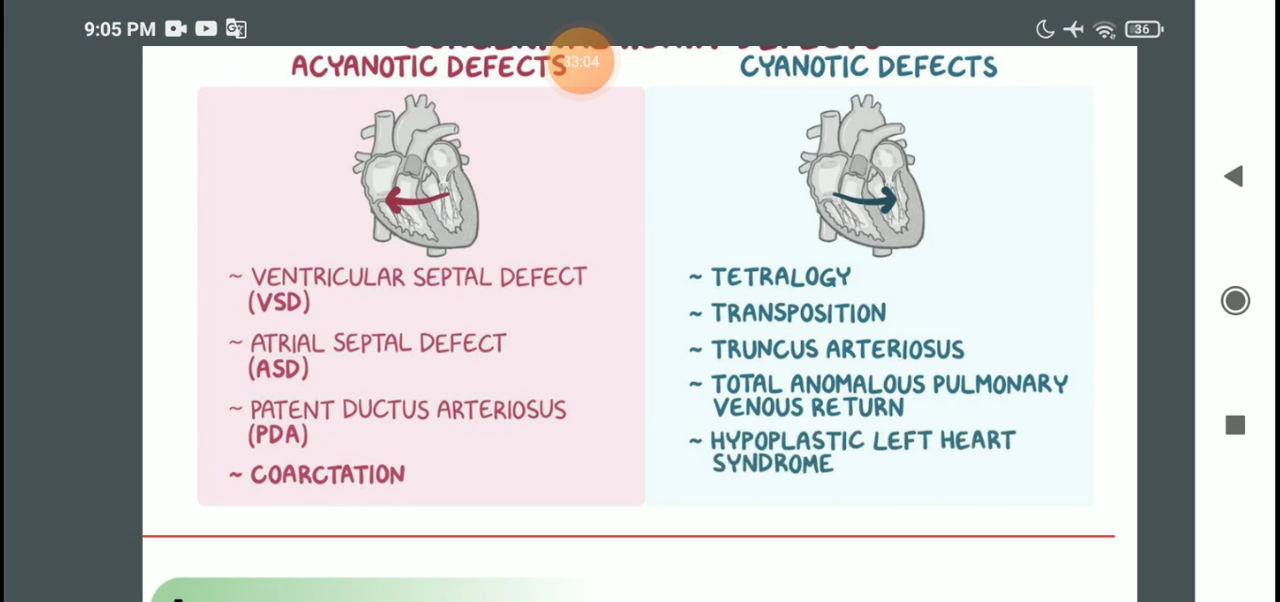 9:05 PM
36
33:04
ACYANOTIC DEFECTS
CYANOTIC DEFECTS
~ VENTRICULAR SEPTAL DEFECT
(VSD)
~ ATRIAL SEPTAL DEFECT
(ASD)
~ PATENT DUCTUS ARTERIOSUS
(PDA)
~ COARCTATION
~ TETRALOGY
~ TRANSPOSITION
~ TRUNCUS ARTERIOSUS
~ TOTAL ANOMALOUS PULMONARY
VENOUS RETURN
~ HYPOPLASTIC LEFT HEART
SYNDROME